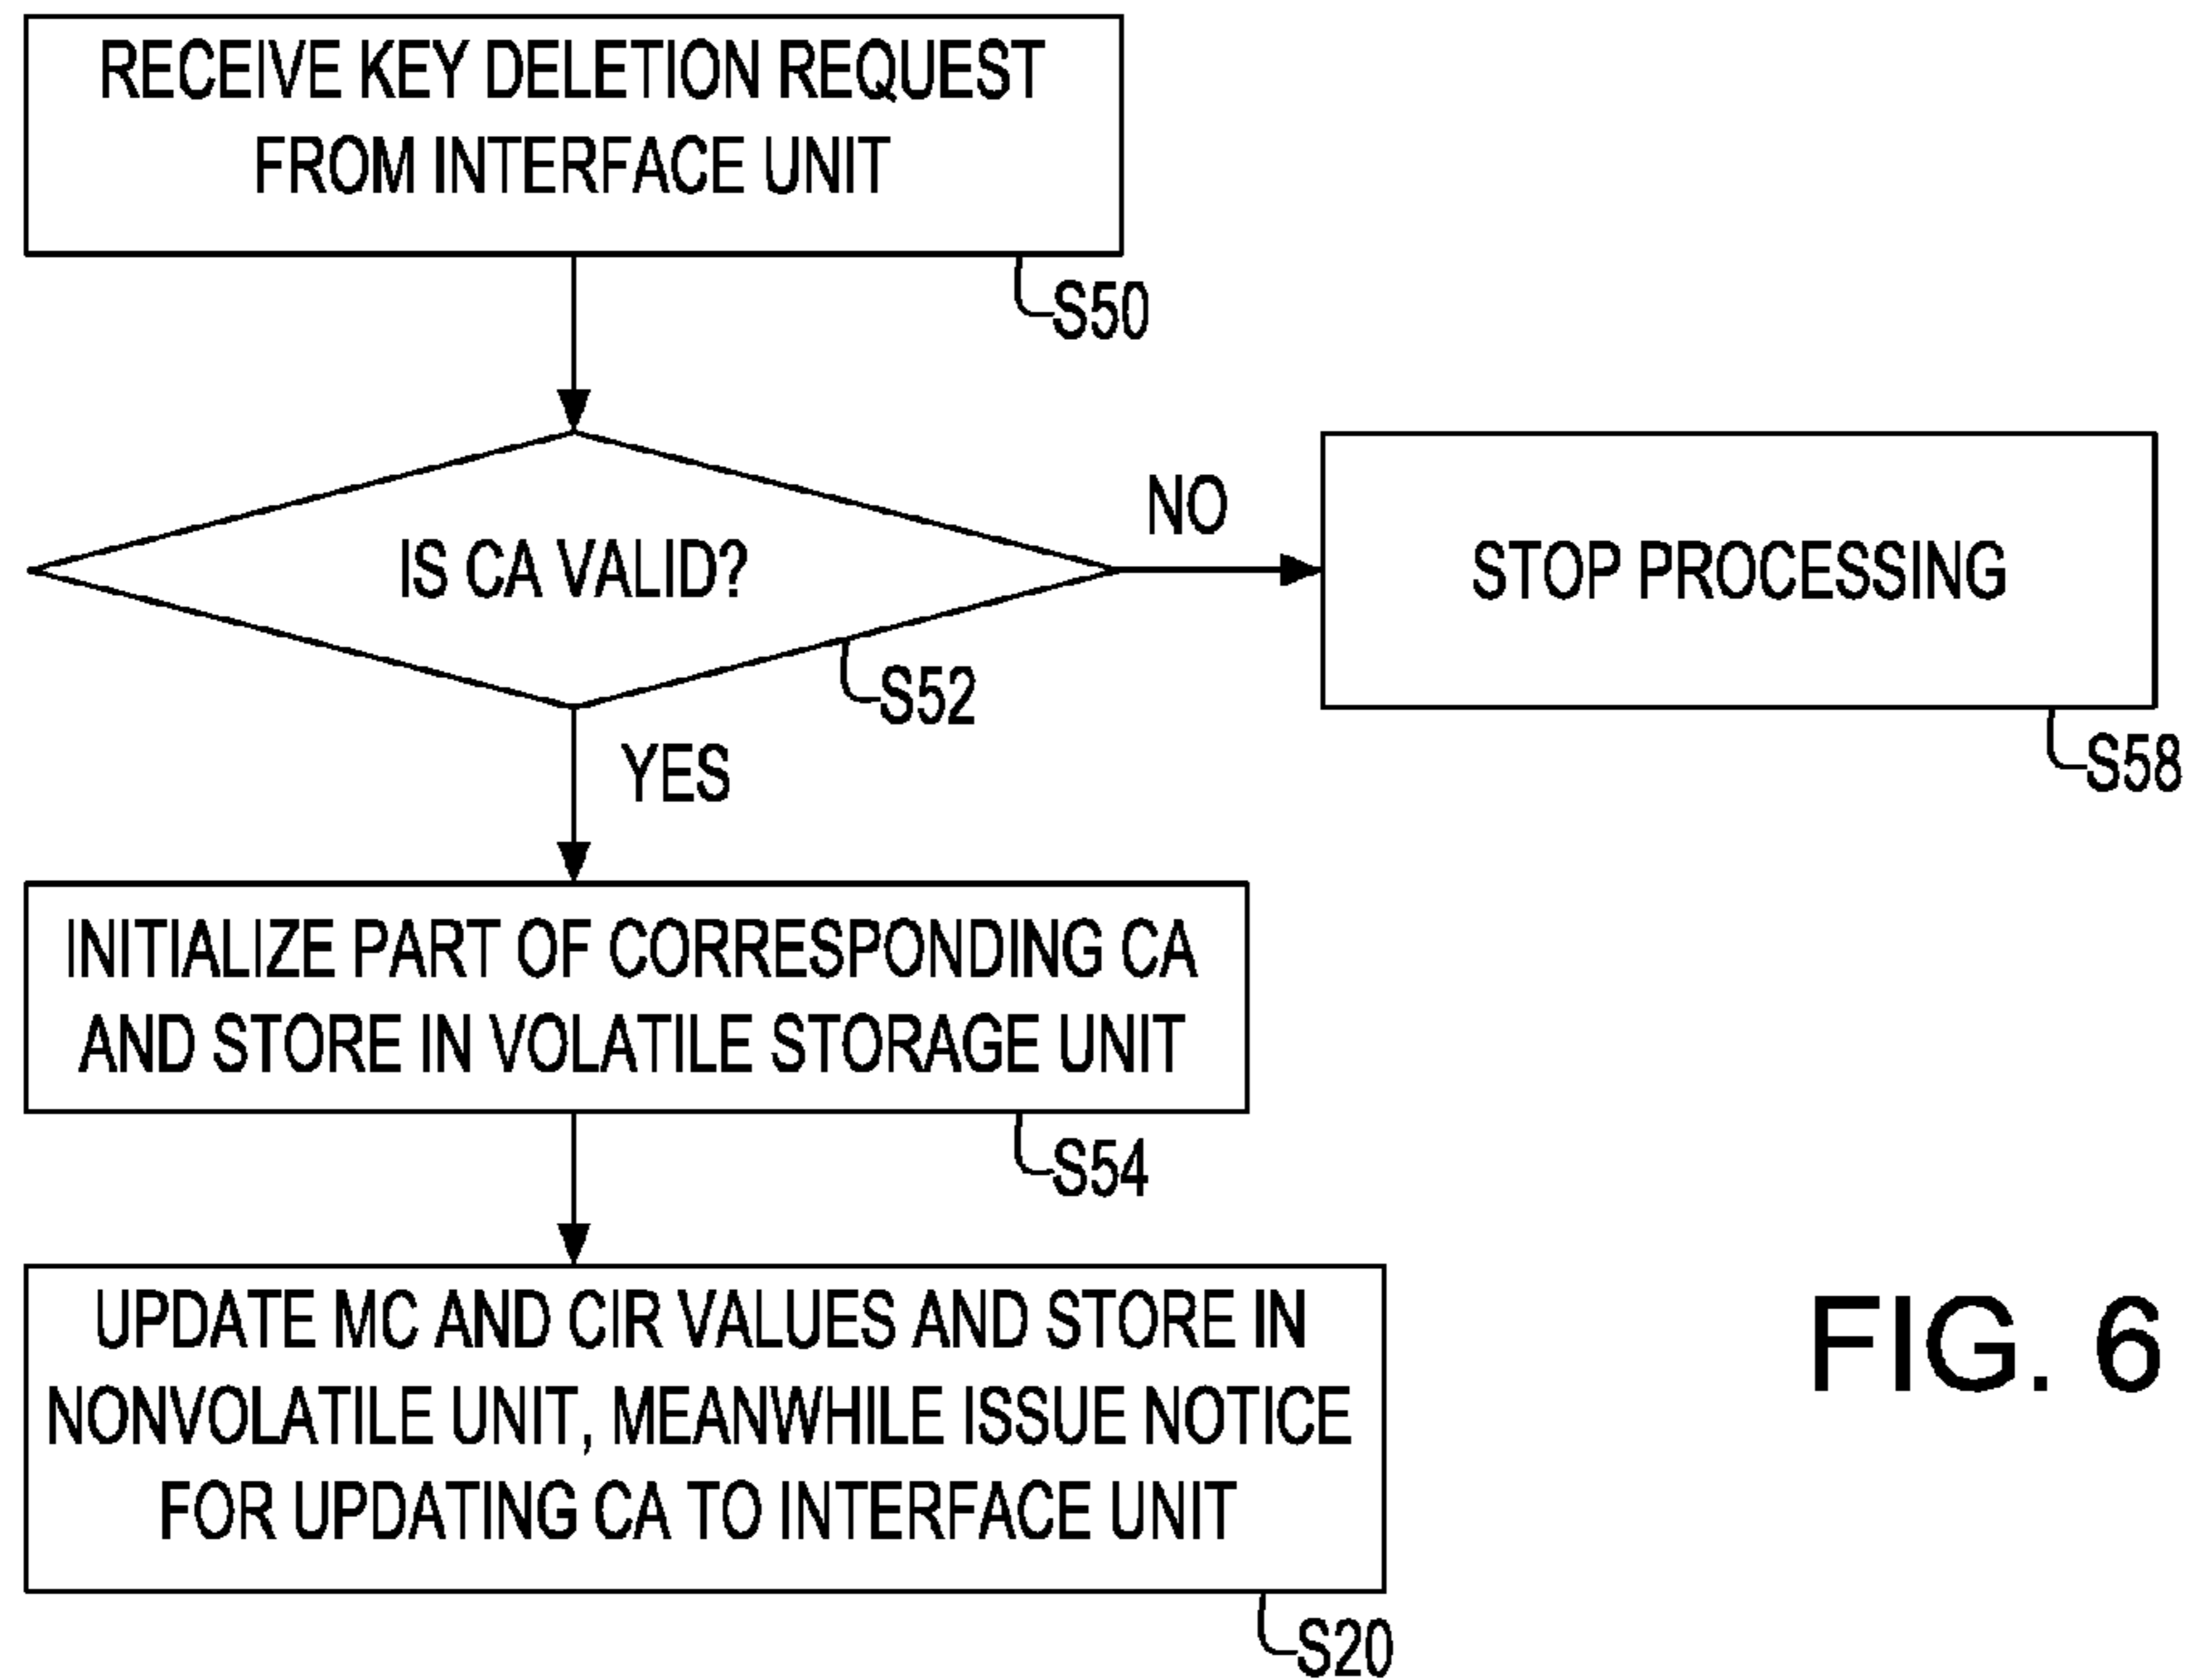 RECEIVE KEY DELETION REQUEST
FROM INTERFACE UNIT
S50
IS CA VALID?
NO
STOP PROCESSING
S52
S58
YES
INITIALIZE PART OF CORRESPONDING CA
AND STORE IN VOLATILE STORAGE UNIT
S54
UPDATE MC AND CIR VALUES AND STORE IN
NONVOLATILE UNIT, MEANWHILE ISSUE NOTICE
FOR UPDATING CA TO INTERFACE UNIT
S20
FIG. 6